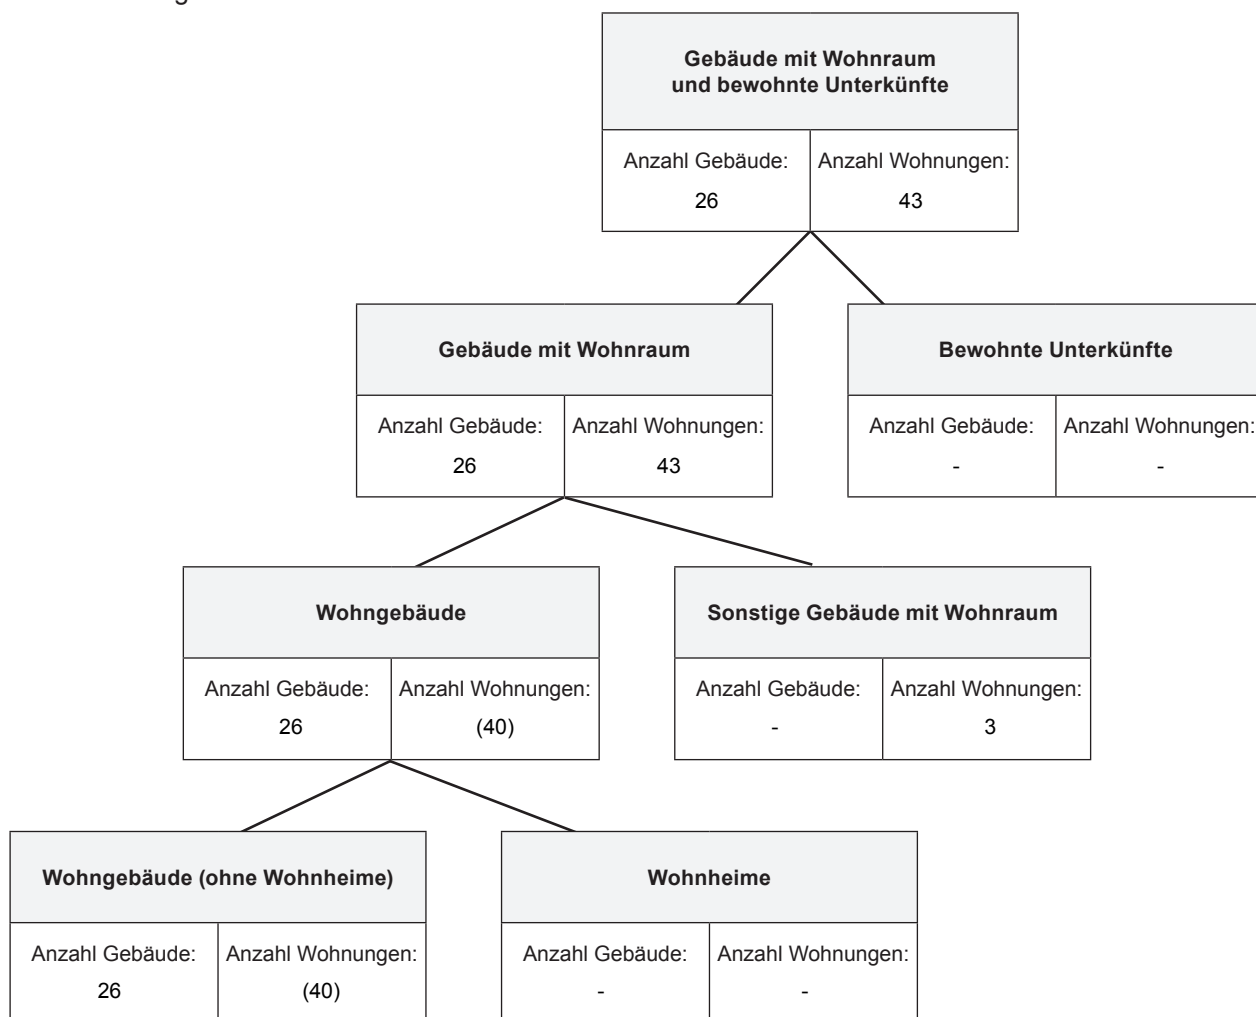 Gebäude mit Wohnraum
und bewohnte Unterkünfte
Anzahl Gebäude:
26
Anzahl Wohnungen:
43
Gebäude mit Wohnraum
Anzahl Gebäude:
26
Anzahl Wohnungen:
43
Bewohnte Unterkünfte
Anzahl Gebäude:
-
Anzahl Wohnungen:
-
Wohngebäude
Anzahl Gebäude:
26
Anzahl Wohnungen:
(40)
Sonstige Gebäude mit Wohnraum
Anzahl Gebäude:
-
Anzahl Wohnungen:
3
Wohngebäude (ohne Wohnheime)
Anzahl Gebäude:
26
Anzahl Wohnungen:
(40)
Wohnheime
Anzahl Gebäude:
-
Anzahl Wohnungen:
-